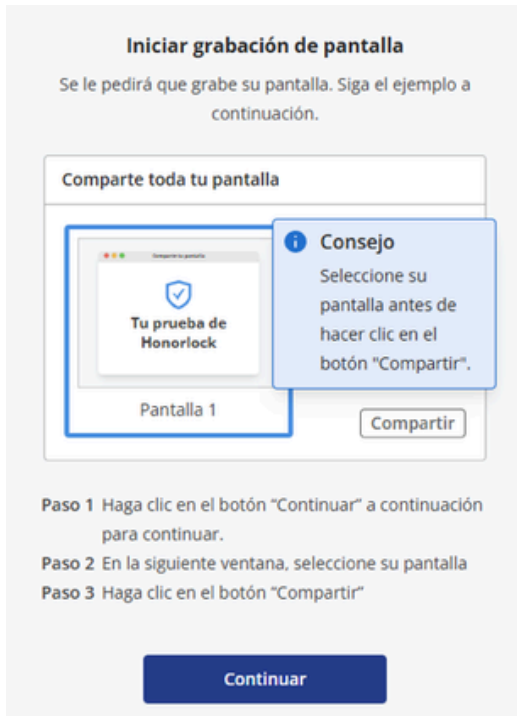 Iniciar grabación de pantalla
Se le pedirá que grabe su pantalla. Siga el ejemplo a
continuación.
Comparte toda tu pantalla
Comparte tu pantalla
Tu prueba de
Honorlock
Pantalla 1
Consejo
Seleccione su
pantalla antes de
hacer clic en el
botón "Compartir".
Compartir
Paso 1 Haga clic en el botón “Continuar” a continuación
para continuar.
Paso 2 En la siguiente ventana, seleccione su pantalla
Paso 3 Haga clic en el botón “Compartir”
Continuar